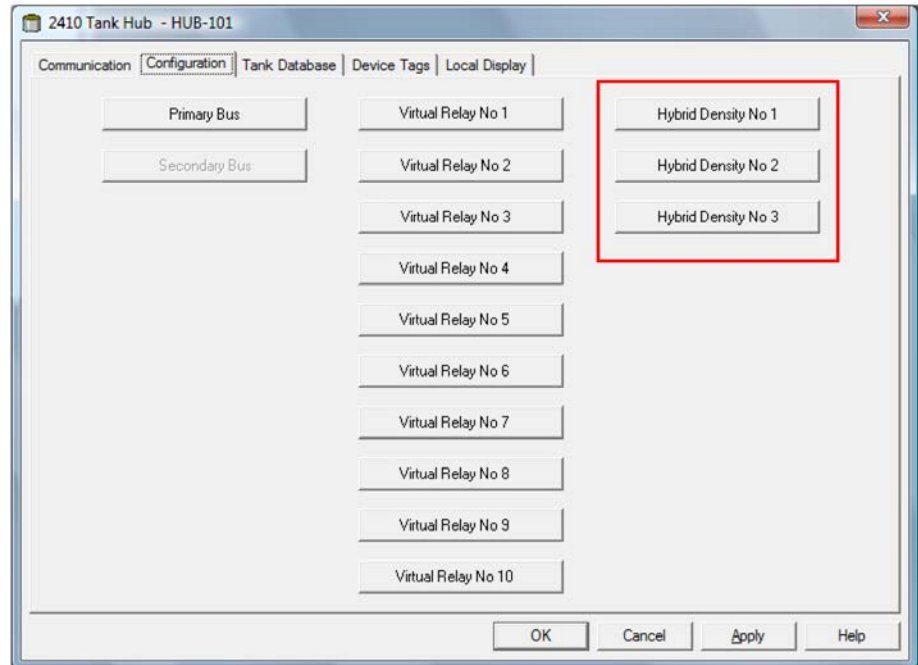 2410 Tank Hub - HUB-101
Communication Configuration Tank Database Device Tags Local Display
Primary Bus Virtual Relay No 1 Hybrid Density No 1
Secondary Bus Virtual Relay No 2 Hybrid Density No 2
Virtual Relay No 3 Hybrid Density No 3
Virtual Relay No 4
Virtual Relay No 5
Virtual Relay No 6
Virtual Relay No 7
Virtual Relay No 8
Virtual Relay No 9
Virtual Relay No 10
OK Cancel Apply Help